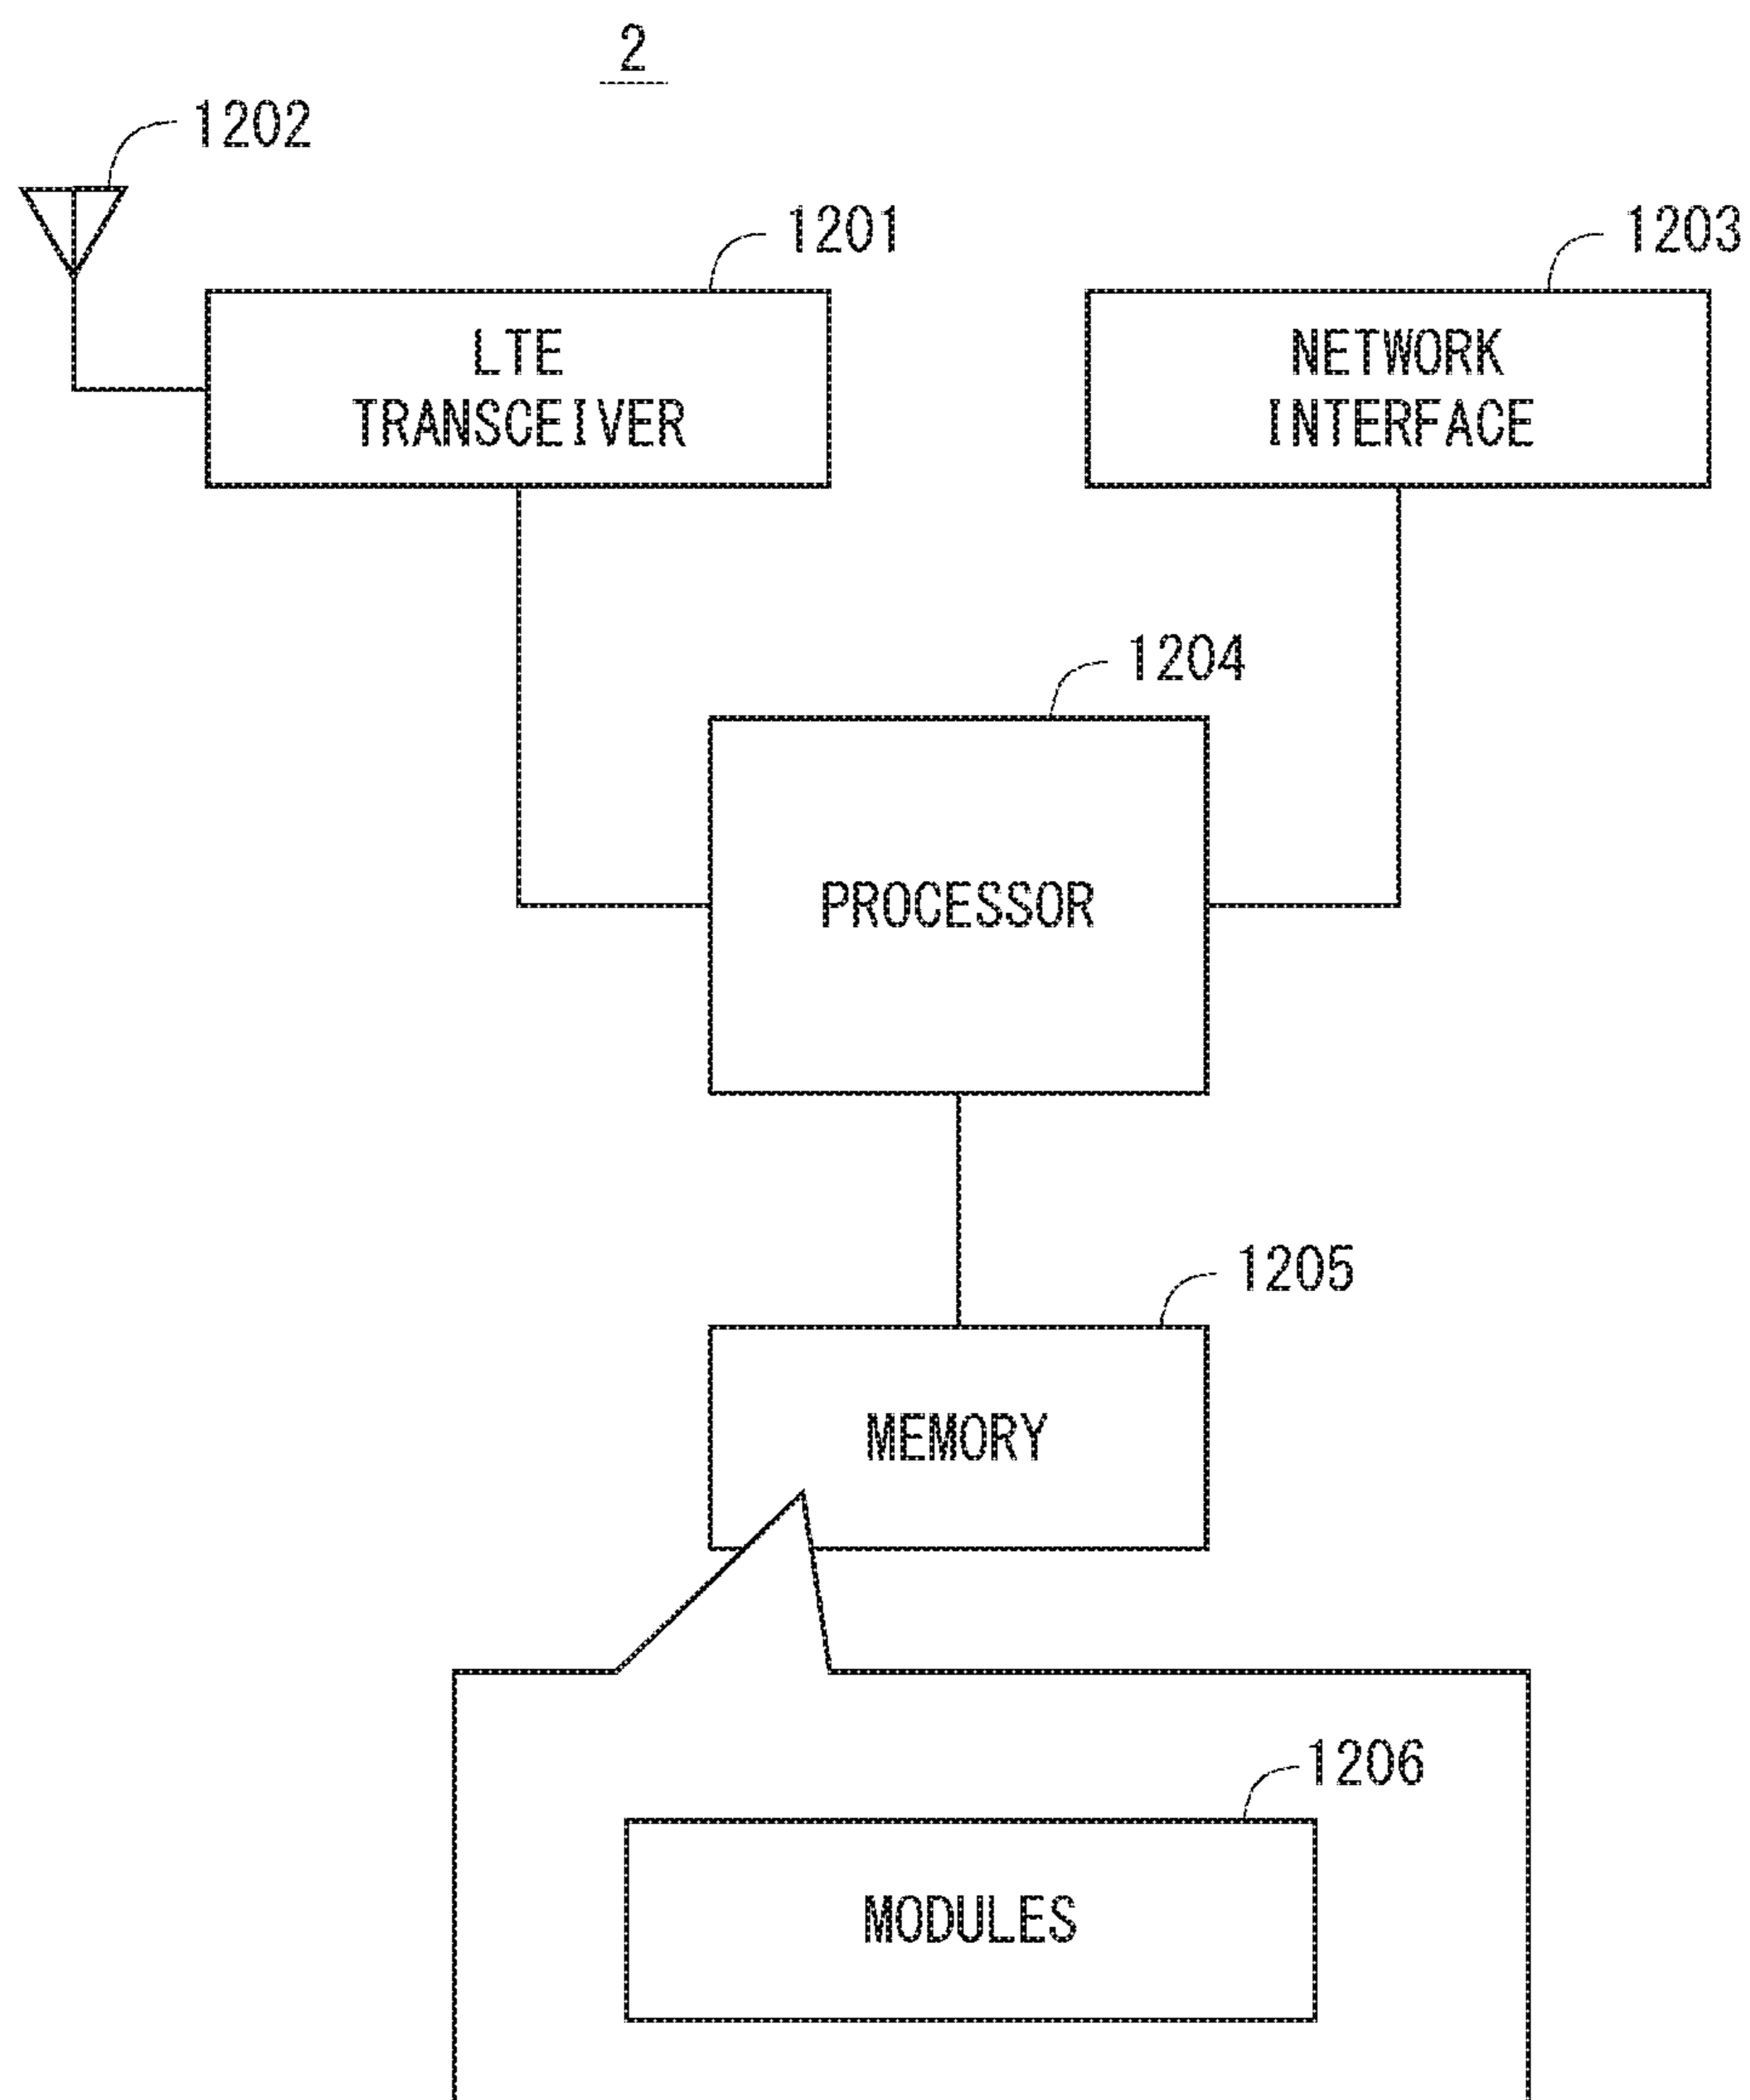 2
1202
1201
1203
LTE
TRANSCEIVER
NETWORK
INTERFACE
1204
PROCESSOR
1205
MEMORY
1206
MODULES